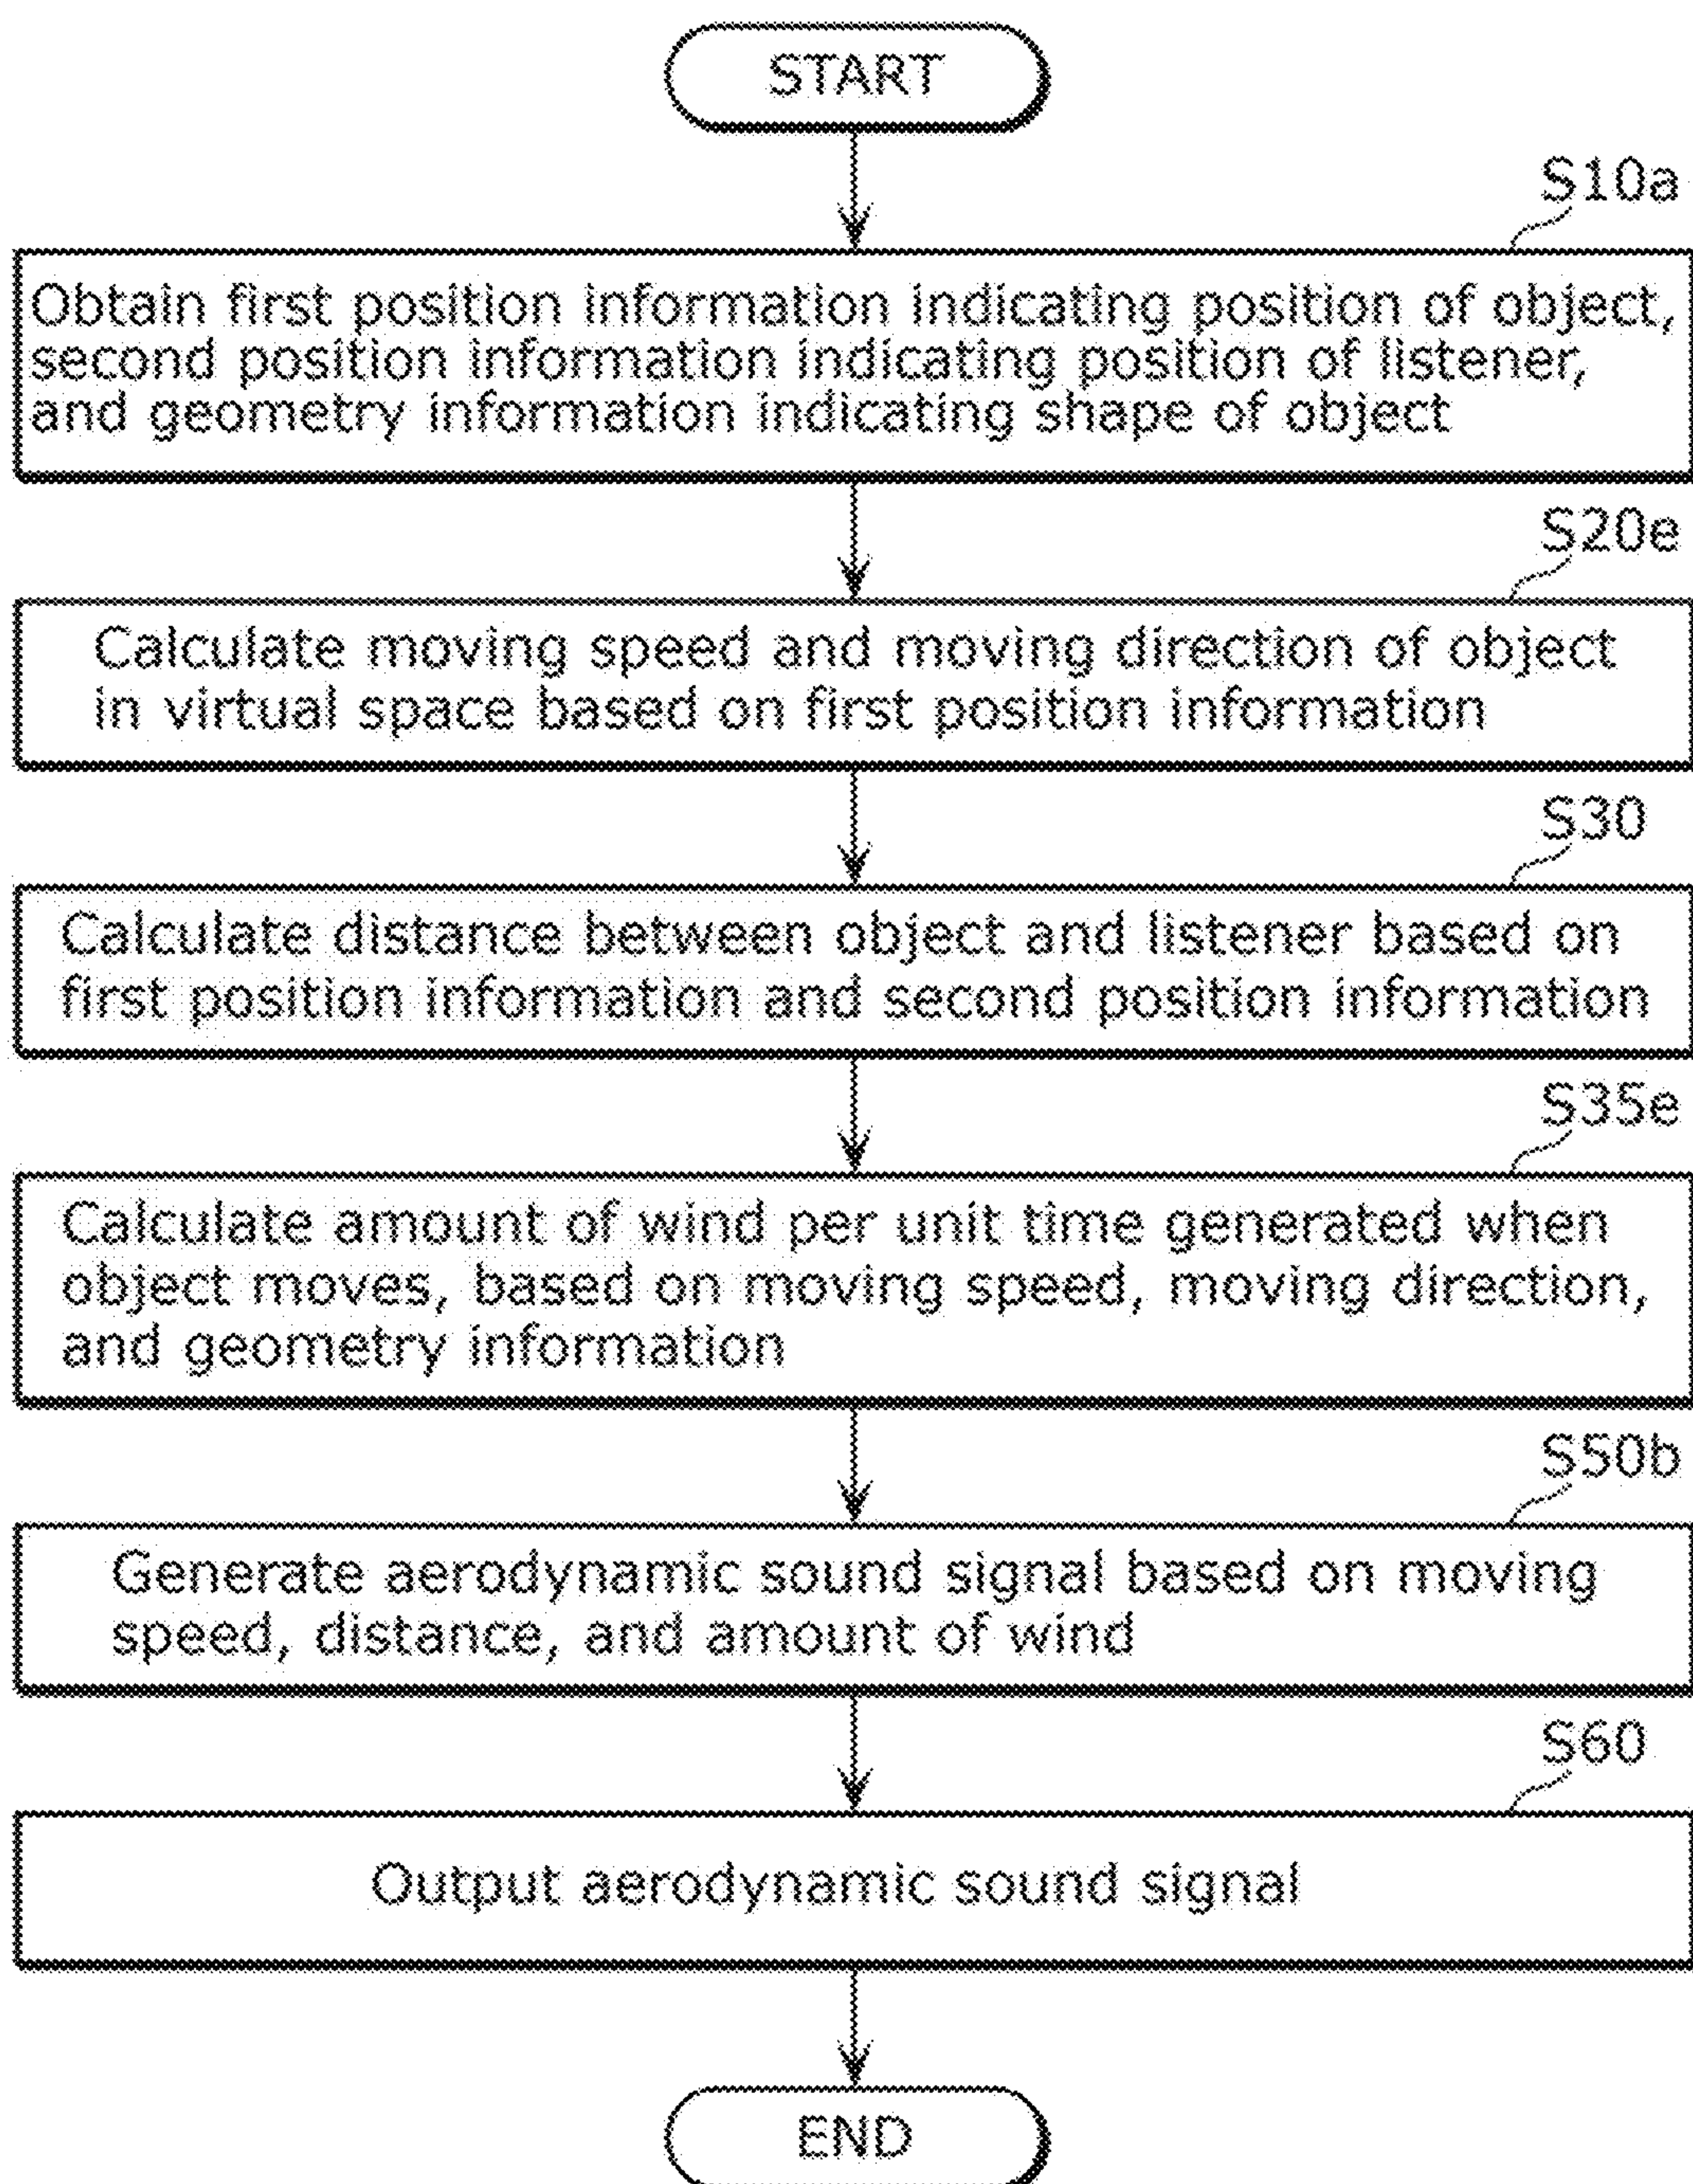 START
S10a
Obtain first position information indicating position of object,
second position information indicating position of listener,
and geometry information indicating shape of object
S20e
Calculate moving speed and moving direction of object
in virtual space based on first position information
S30
Calculate distance between object and listener based on
first position information and second position information
S35e
Calculate amount of wind per unit time generated when
object moves, based on moving speed, moving direction,
and geometry information
S50b
Generate aerodynamic sound signal based on moving
speed, distance, and amount of wind
S60
Output aerodynamic sound signal
END